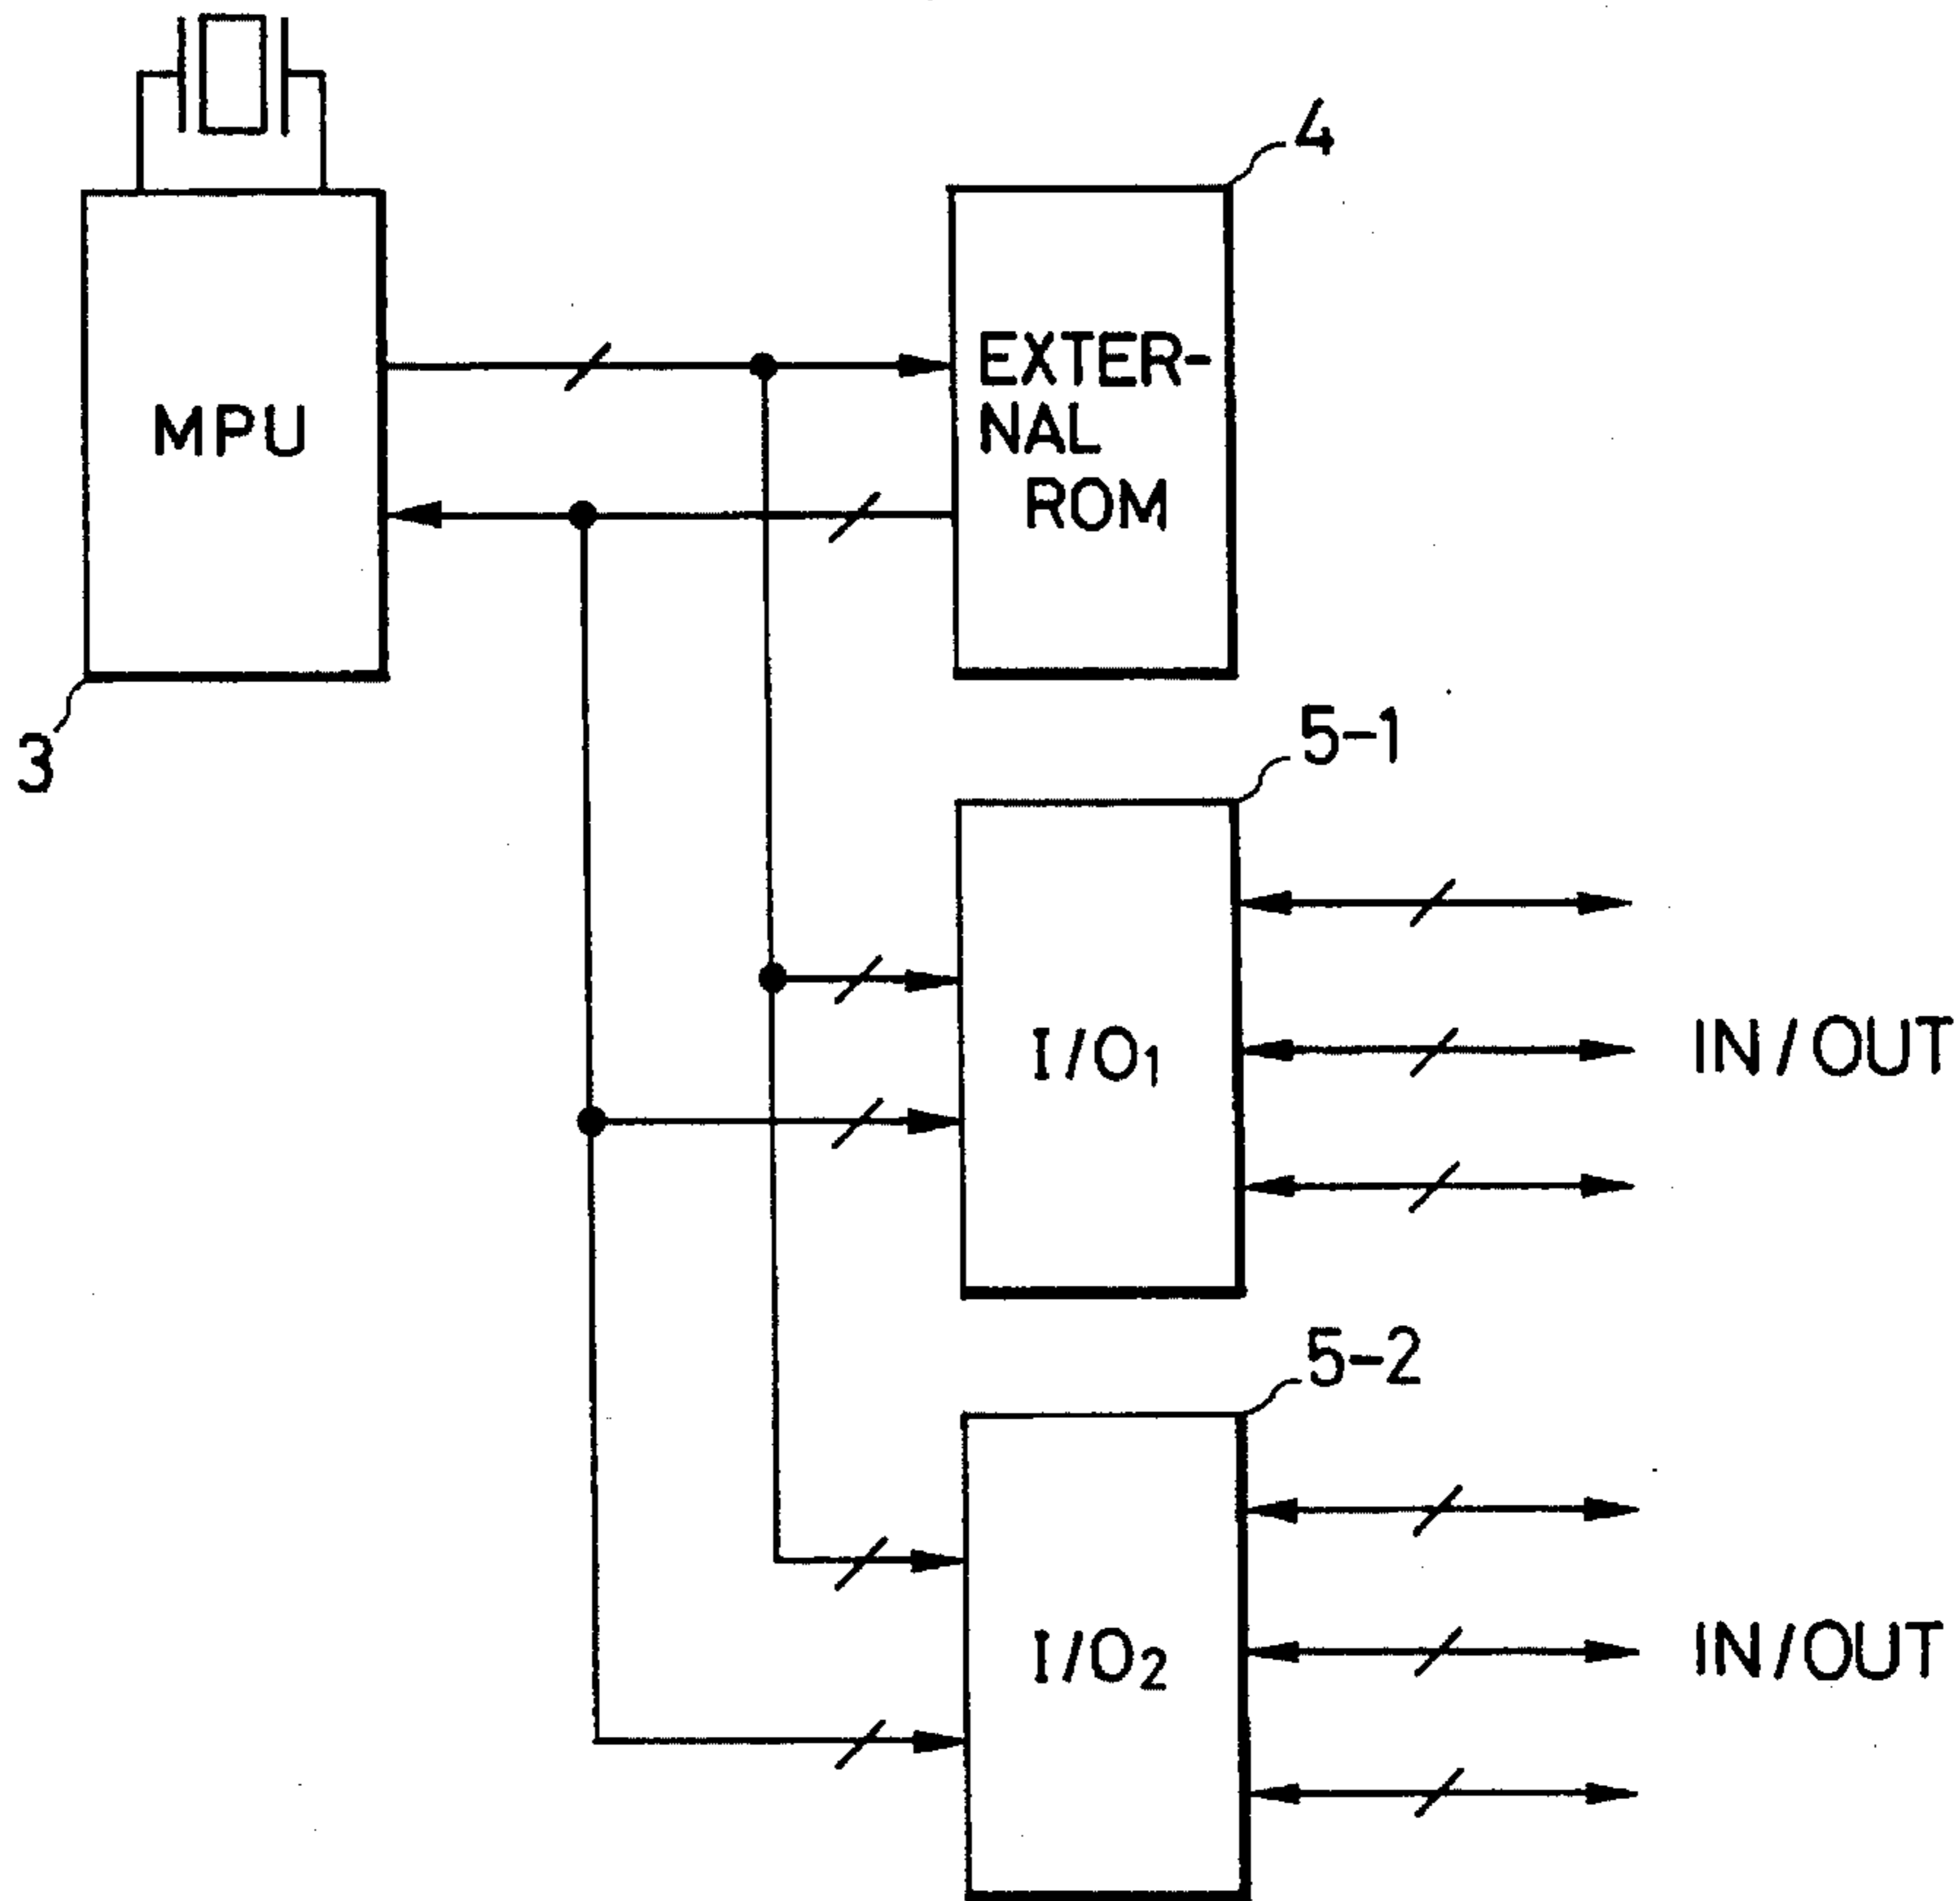 4
EXTER-
NAL
ROM
MPU
3
5-1
I/O₁
IN/OUT
5-2
I/O₂
IN/OUT